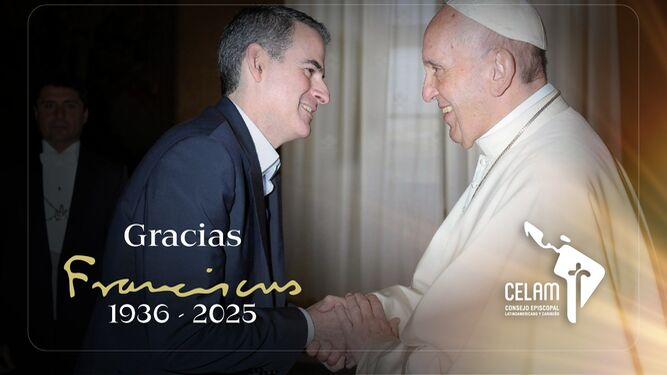 Gracias
Franciscus
1936 - 2025
CELAM
CONSEJO EPISCOPAL
LATINOAMERICANO Y CARIBEÑO